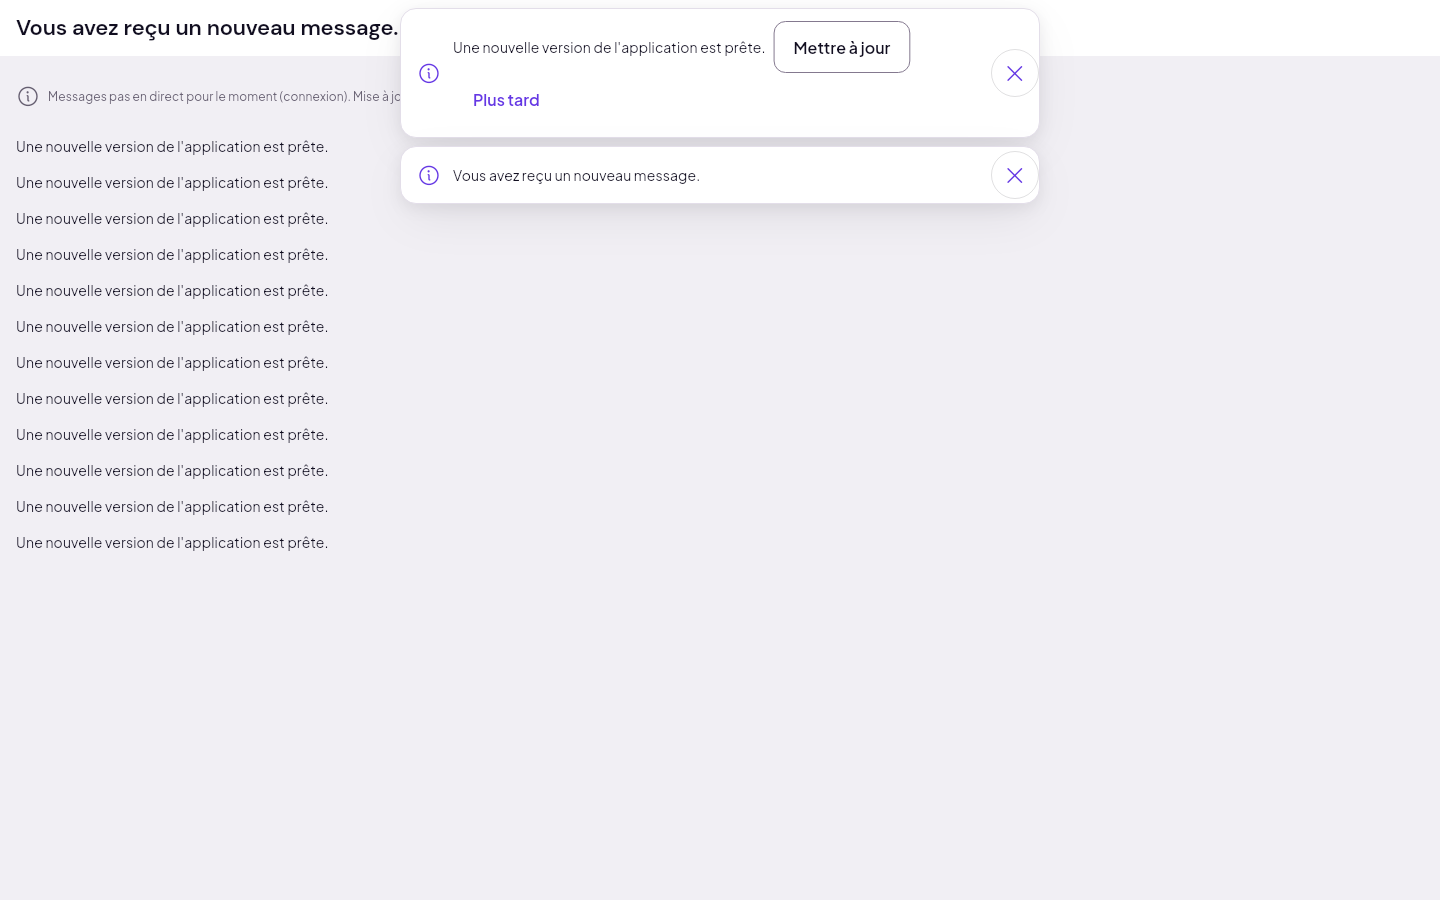 Vous avez reçu un nouveau message.
Une nouvelle version de l'application est prête.
Mettre à jour
Plus tard
Vous avez reçu un nouveau message.
Messages pas en direct pour le moment (connexion). Mise à
Une nouvelle version de l'application est prête.
Une nouvelle version de l'application est prête.
Une nouvelle version de l'application est prête.
Une nouvelle version de l'application est prête.
Une nouvelle version de l'application est prête.
Une nouvelle version de l'application est prête.
Une nouvelle version de l'application est prête.
Une nouvelle version de l'application est prête.
Une nouvelle version de l'application est prête.
Une nouvelle version de l'application est prête.
Une nouvelle version de l'application est prête.
Une nouvelle version de l'application est prête.